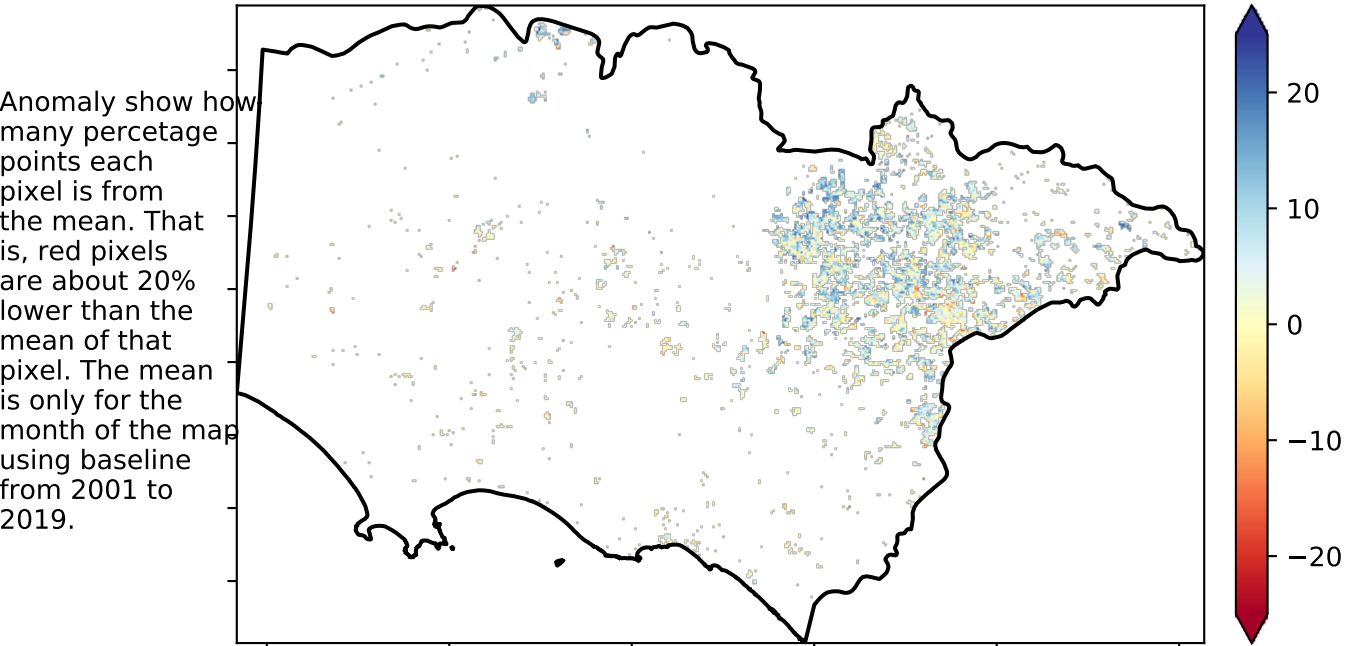 Anomaly show how
many percetage
points each
pixel is from
the mean. That
is, red pixels
are about 20%
lower than the
mean of that
pixel. The mean
is only for the
month of the map
using baseline
from 2001 to
2019.
20
10
0
−10
−20